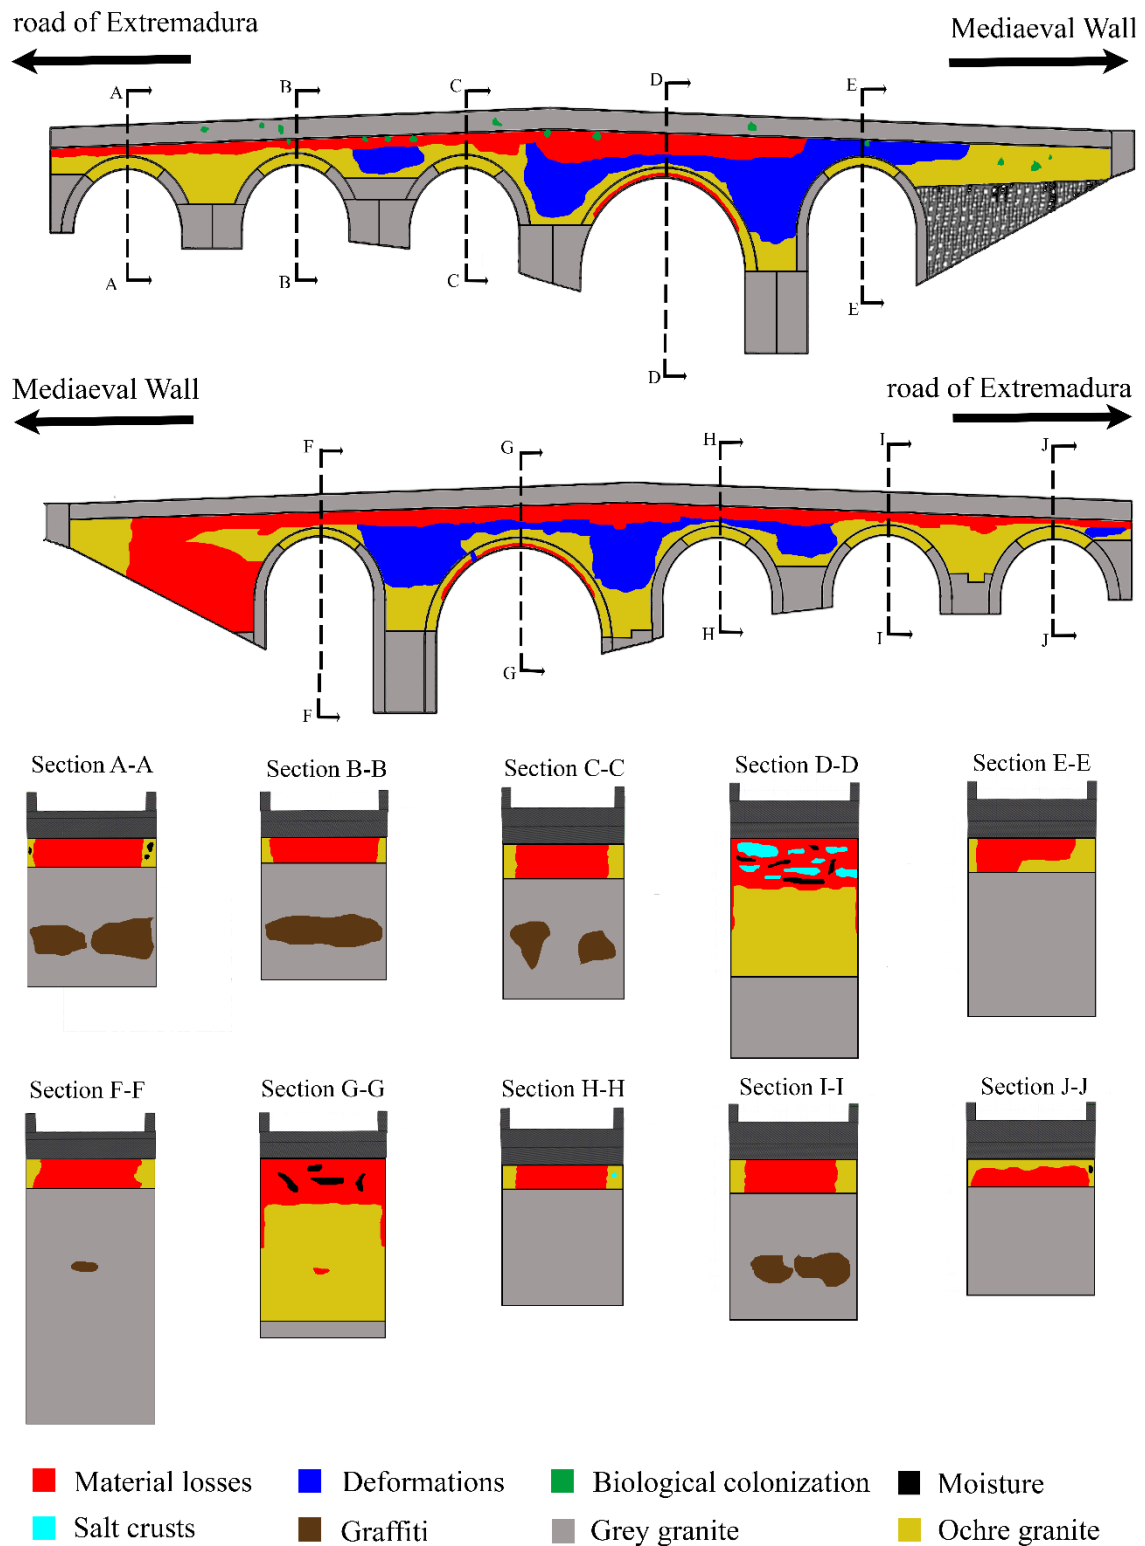 road of Extremadura
Mediaeval Wall
A B C D E
A B C D E
Mediaeval Wall
road of Extremadura
F G H I J
F G H I J
Section A-A Section B-B Section C-C Section D-D Section E-E
Section F-F Section G-G Section H-H Section I-I Section J-J
Material losses Deformations Biological colonization Moisture
Salt crusts Graffiti Grey granite Ochre granite